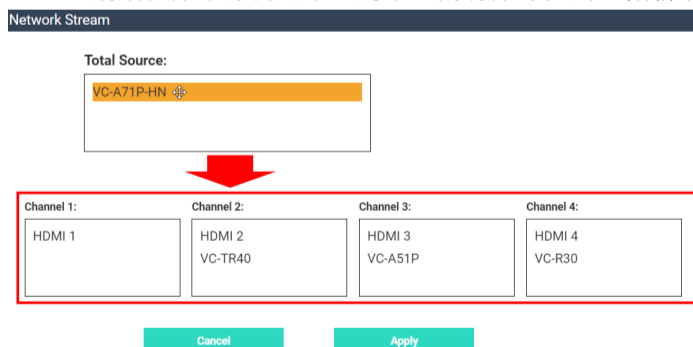 Network Stream
Total Source:
VC-A71P-HN
Channel 1:
Channel 2:
Channel 3:
Channel 4:
HDMI 1
HDMI 2
HDMI 3
HDMI 4
VC-TR40
VC-A51P
VC-R30
Cancel
Apply